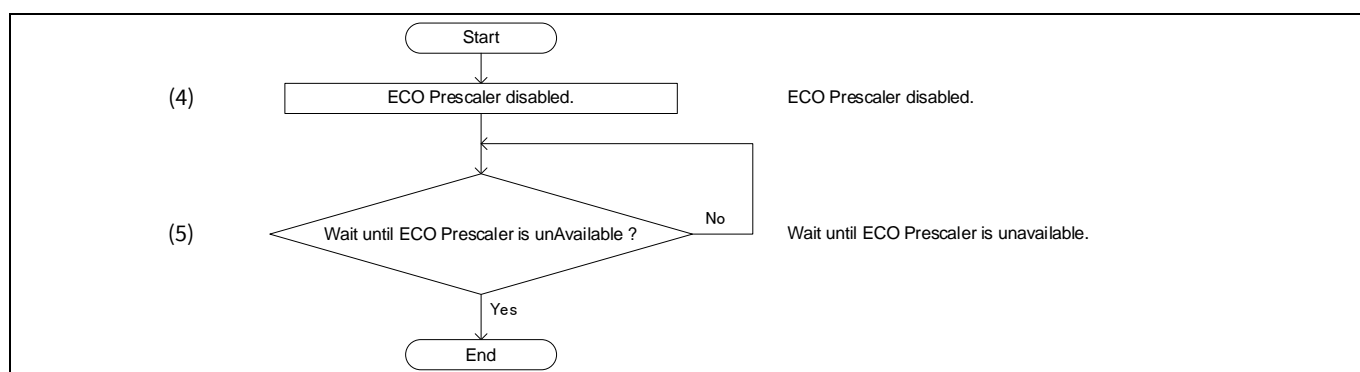 Start
(4)
ECO Prescaler disabled.
ECO Prescaler disabled.
No
(5)
Wait until ECO Prescaler is unAvailable ?
Wait until ECO Prescaler is unavailable.
Yes
End